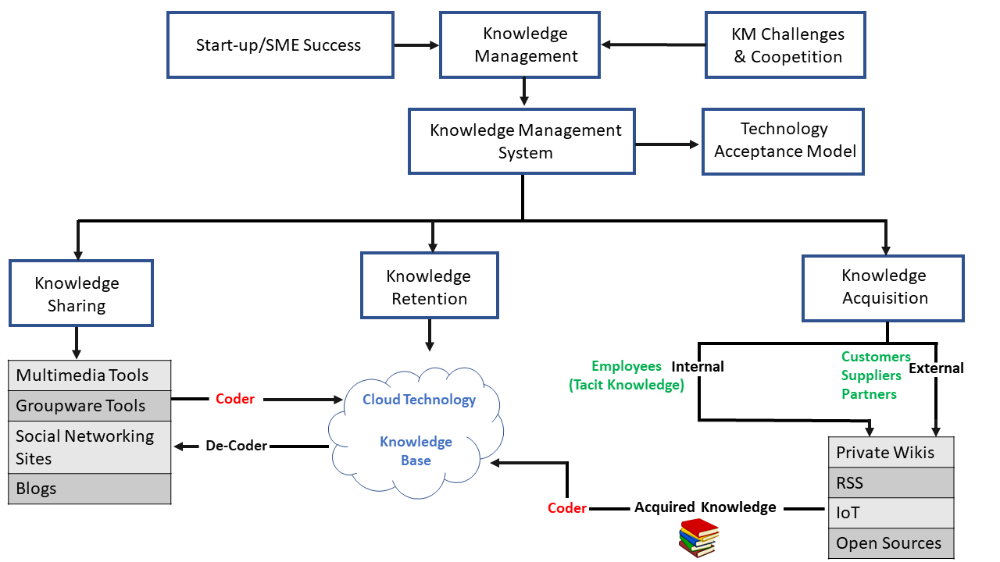 Start-up/SME Success
Knowledge
Management
KM Challenges
& Coopetition
Knowledge Management
System
Technology
Acceptance Model
Knowledge
Sharing
Knowledge
Retention
Knowledge
Acquisition
Multimedia Tools
Groupware Tools
Social Networking
Sites
Blogs
Coder
De-Coder
Cloud Technology
Knowledge
Base
Employees
(Tacit Knowledge)
Internal
Customers
Suppliers
Partners
External
Private Wikis
RSS
IoT
Open Sources
Coder
Acquired Knowledge